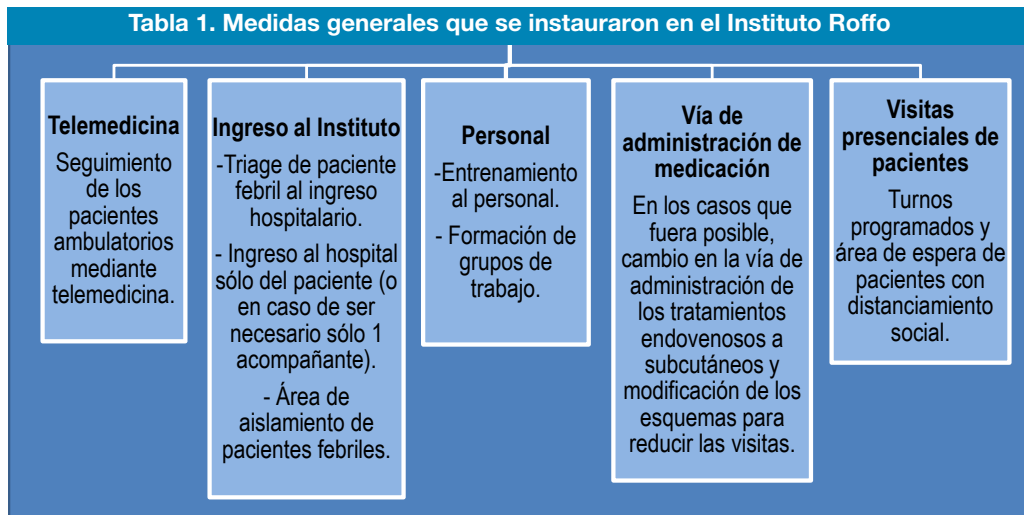 Tabla 1. Medidas generales que se instauraron en el Instituto Roffo
Telemedicina
Seguimiento
de los
pacientes
ambulatorios
mediante
telemedicina.
Ingreso al Instituto
-Triage de paciente
febril al ingreso
hospitalario.
- Ingreso al hospital
sólo del paciente (o
en caso de ser
necesario sólo 1
acompañante).
- Área de
aislamiento de
pacientes febriles.
Personal
-Entrenamiento
al personal.
- Formación de
grupos de
trabajo.
Vía de
administración de
medicación
En los casos que
fuera posible,
cambio en la vía de
administración de
los tratamientos
endovenosos a
subcutáneos y
modificación de los
esquemas para
reducir las visitas.
Visitas
presenciales de
pacientes
Turnos
programados y
área de espera de
pacientes con
distanciamiento
social.